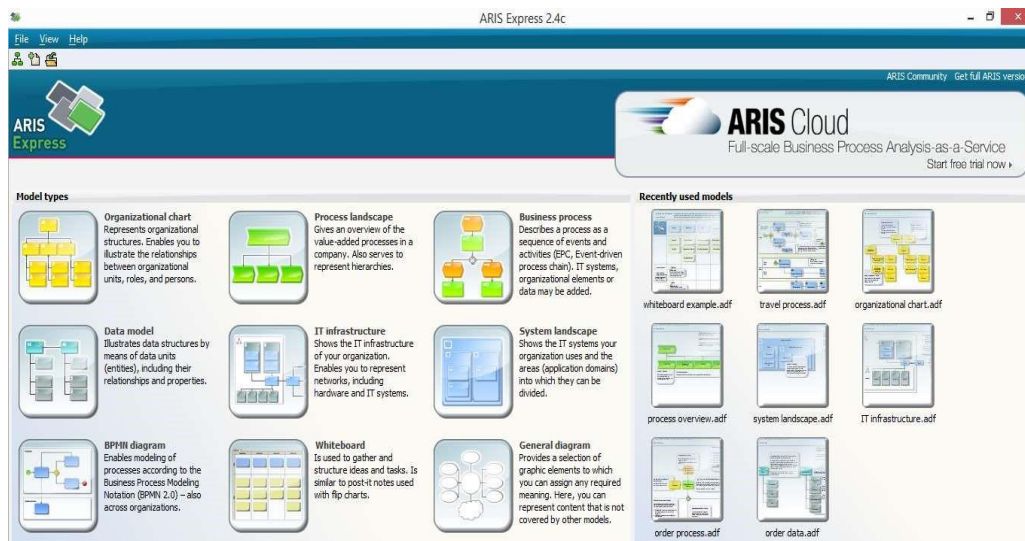 ARIS Express 2.4c
File View Help
ARIS Community Get full ARIS versio
ARIS
Express
ARIS Cloud
Full-scale Business Process Analysis-as-a-Service
Start free trial now
Model types
Organizational chart
Represents organizational
structures. Enables you to
illustrate the relationships
between organizational
units, roles, and persons.
Process landscape
Gives an overview of the
value-added processes in a
company. Also serves to
represent hierarchies.
Business process
Describes a process as a
sequence of events and
activities (EPC, Event-driven
process chain). IT systems,
organizational elements or
data may be added.
Data model
Illustrates data structures by
means of data units
(entities), including their
relationships and properties.
IT infrastructure
Shows the IT infrastructure
of your organization.
Enables you to represent
networks, including
hardware and IT systems.
System landscape
Shows the IT systems your
organization uses and the
areas (application domains)
into which they can be
divided.
BPMN diagram
Enables modeling of
processes according to the
Business Process Modeling
Notation (BPMN 2.0) – also
across organizations.
Whiteboard
Is used to gather and
structure ideas and tasks. Is
similar to post-it notes used
with flip charts.
General diagram
Provides a selection of
graphic elements to which
you can assign any required
meaning. Here, you can
represent content that is not
covered by other models.
Recently used models
whiteboard example.adf
travel process.adf
organizational chart.adf
process overview.adf
system landscape.adf
IT infrastructure.adf
order process.adf
order data.adf